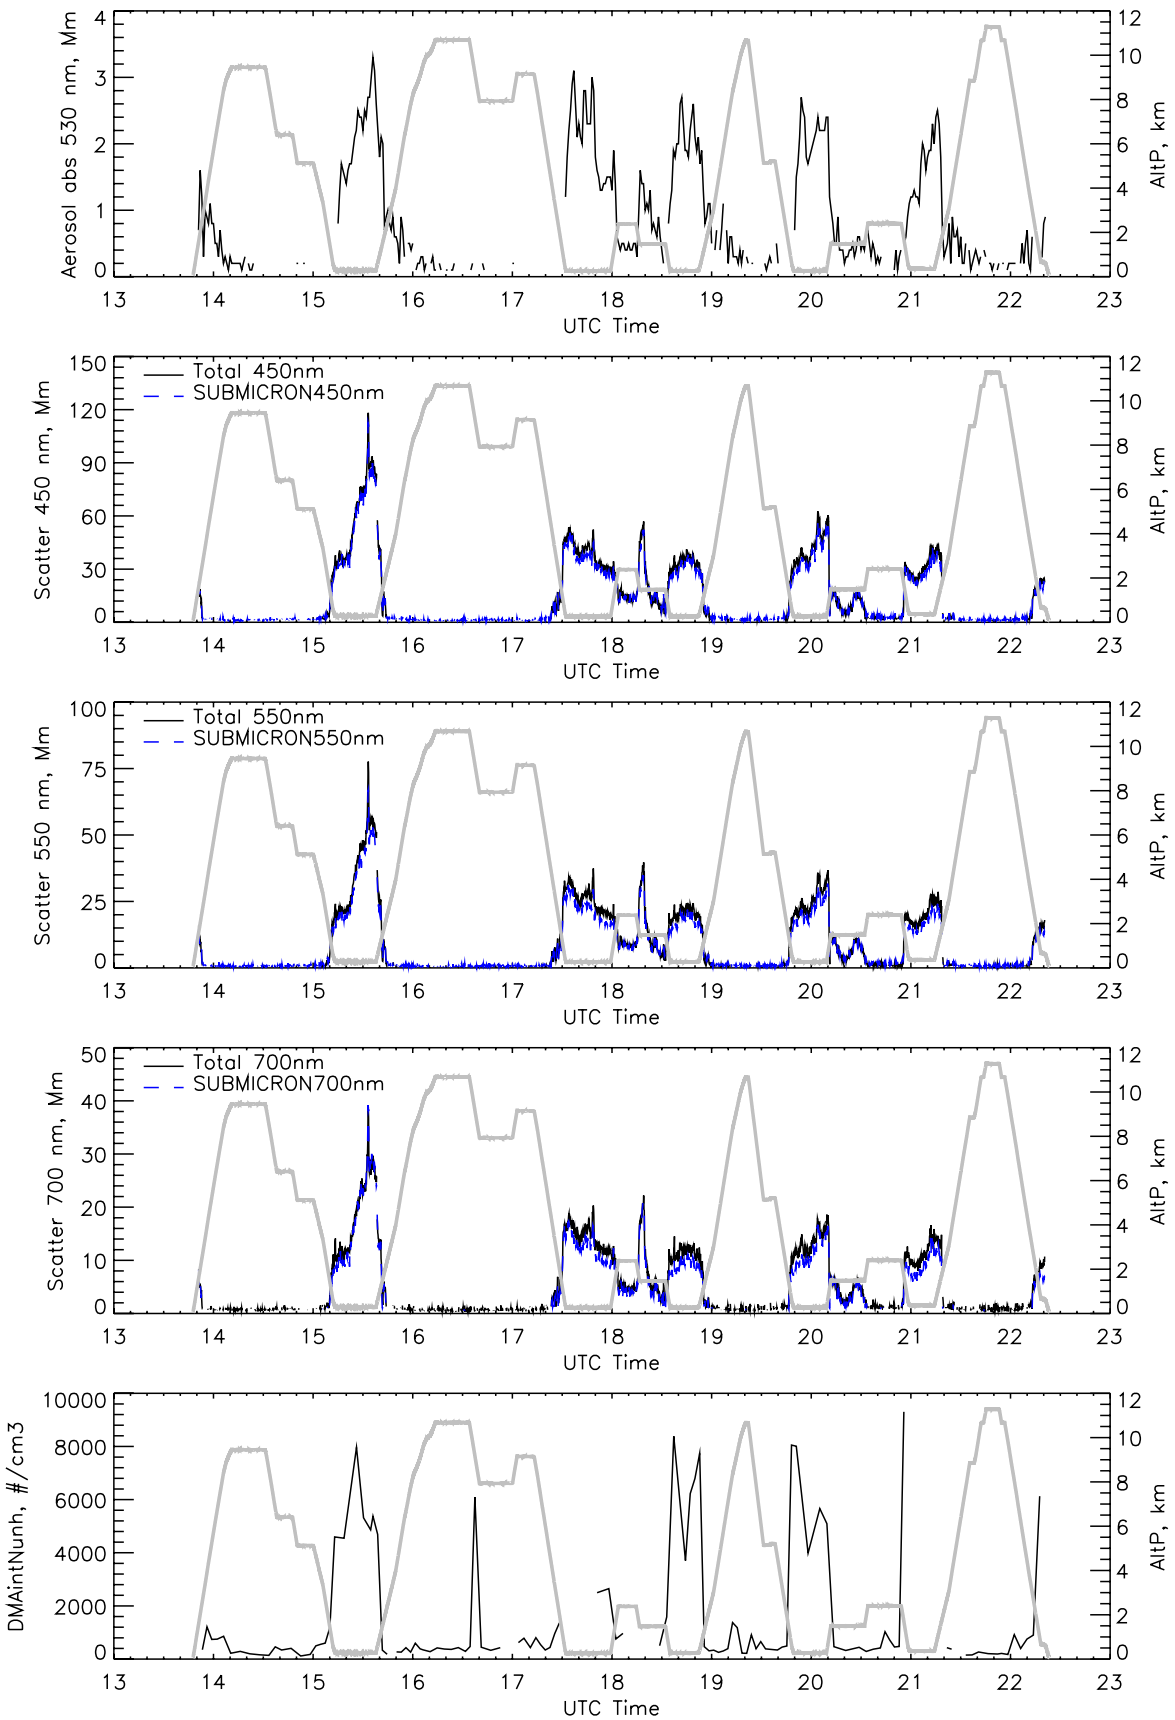 Aerosol abs 530 nm, Mm
4
3
2
1
0
12
10
8
6
4
2
0
AltP, km
13 14 15 16 17 18 19 20 21 22 23
UTC Time
Scatter 450 nm, Mm
150
120
90
60
30
0
Total 450nm
SUBMICRON450nm
12
10
8
6
4
2
0
AltP, km
13 14 15 16 17 18 19 20 21 22 23
UTC Time
Scatter 550 nm, Mm
100
75
50
25
0
Total 550nm
SUBMICRON550nm
12
10
8
6
4
2
0
AltP, km
13 14 15 16 17 18 19 20 21 22 23
UTC Time
Scatter 700 nm, Mm
50
40
30
20
10
0
Total 700nm
SUBMICRON700nm
12
10
8
6
4
2
0
AltP, km
13 14 15 16 17 18 19 20 21 22 23
UTC Time
DMAintNunh, #/cm3
10000
8000
6000
4000
2000
0
12
10
8
6
4
2
0
AltP, km
13 14 15 16 17 18 19 20 21 22 23
UTC Time